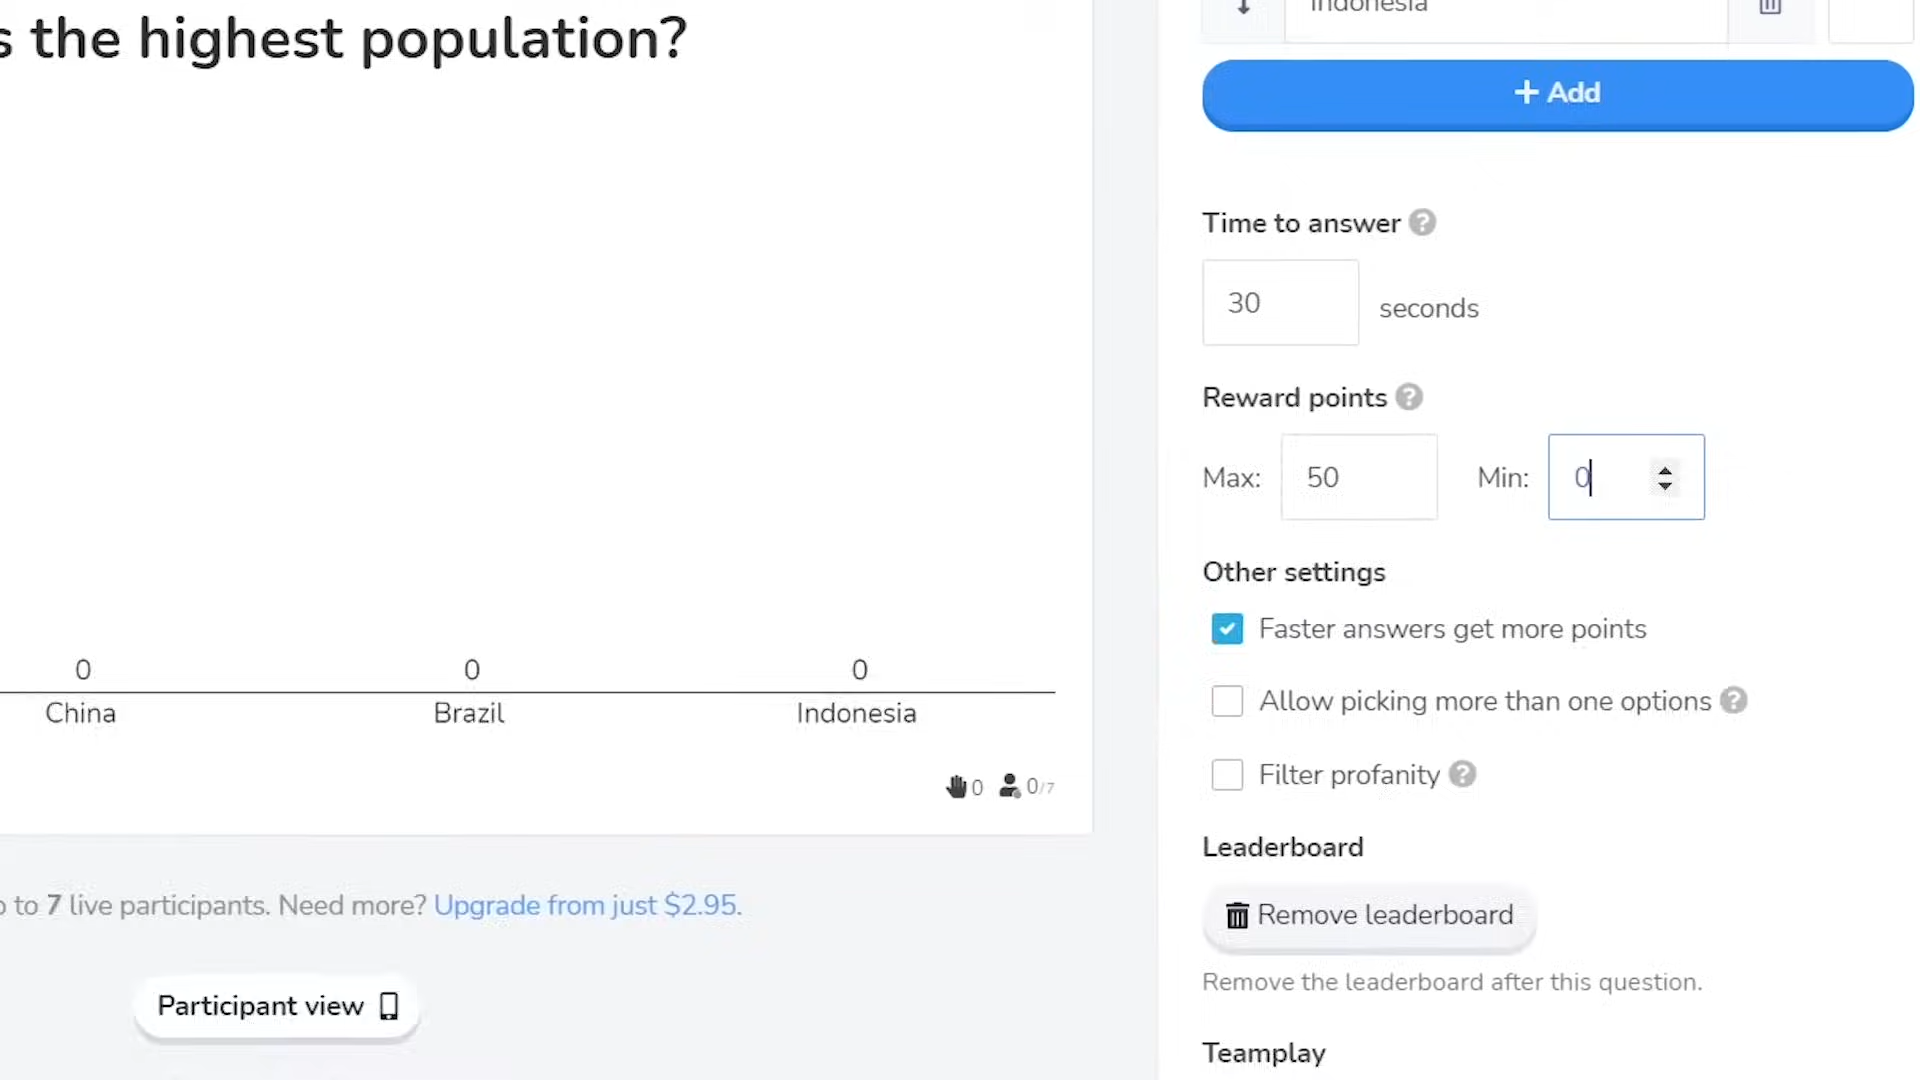 s the highest population?
Indonesia
+ Add
Time to answer ?
30 seconds
Reward points ?
Max: 50 Min: 0
Other settings
Faster answers get more points
Allow picking more than one options ?
Filter profanity ?
0 0 0
China Brazil Indonesia
0 0/7
Leaderboard
Remove leaderboard
Remove the leaderboard after this question.
Teamplay
o to 7 live participants. Need more? Upgrade from just $2.95.
Participant view